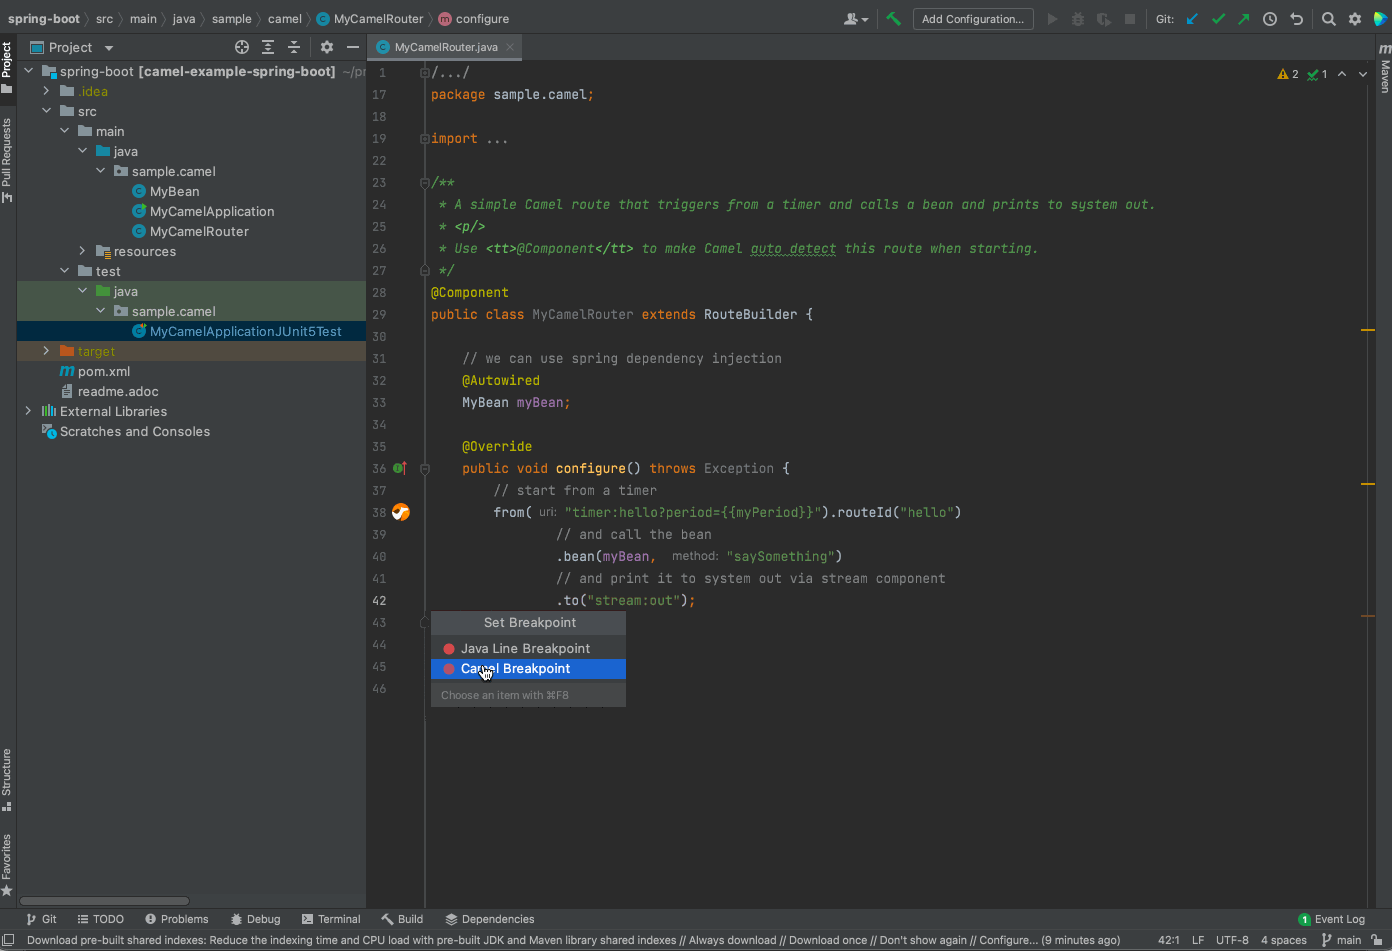 spring-boot src main java sample camel MyCamelRouter configure
Add Configuration...
Git:
Project
MyCamelRouter.java
Project
Pull Requests
Structure
Favorites
Maven
spring-boot [camel-example-spring-boot] ~/pr
.idea
src
main
java
sample.camel
MyBean
MyCamelApplication
MyCamelRouter
resources
test
java
sample.camel
MyCamelApplicationJUnit5Test
target
pom.xml
readme.adoc
External Libraries
Scratches and Consoles
2 1
1 /.../
17 package sample.camel;
18
19 import ...
22
23 /**
24 * A simple Camel route that triggers from a timer and calls a bean and prints to system out.
25 * <p/>
26 * Use <tt>@Component</tt> to make Camel auto detect this route when starting.
27 */
28 @Component
29 public class MyCamelRouter extends RouteBuilder {
30
31 // we can use spring dependency injection
32 @Autowired
33 MyBean myBean;
34
35 @Override
36 public void configure() throws Exception {
37 // start from a timer
38 from( uri: "timer:hello?period={{myPeriod}}").routeId("hello")
39 // and call the bean
40 .bean(myBean, method: "saySomething")
41 // and print it to system out via stream component
42 .to("stream:out");
43
44
45
46
Set Breakpoint
Java Line Breakpoint
Camel Breakpoint
Choose an item with ⌘F8
Git TODO Problems Debug Terminal Build Dependencies 1 Event Log
Download pre-built shared indexes: Reduce the indexing time and CPU load with pre-built JDK and Maven library shared indexes // Always download // Download once // Don't show again // Configure... (9 minutes ago) 42:1 LF UTF-8 4 spaces main